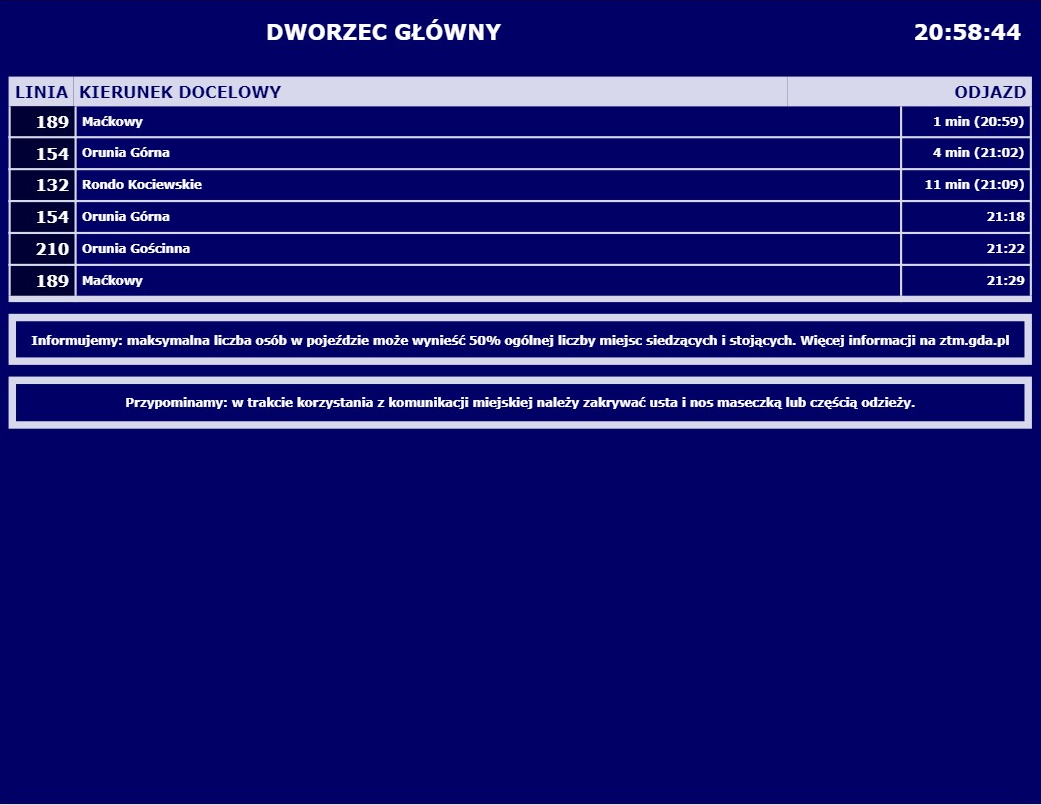 DWORZEC GŁÓWNY 20:58:44
LINIA KIERUNEK DOCELOWY ODJAZD
189 Maćkowy 1 min (20:59)
154 Orunia Górna 4 min (21:02)
132 Rondo Kociewskie 11 min (21:09)
154 Orunia Górna 21:18
210 Orunia Gościnna 21:22
189 Maćkowy 21:29
Informujemy: maksymalna liczba osób w pojeździe może wynieść 50% ogólnej liczby miejsc siedzących i stojących. Więcej informacji na ztm.gda.pl
Przypominamy: w trakcie korzystania z komunikacji miejskiej należy zakrywać usta i nos maseczką lub częścią odzieży.